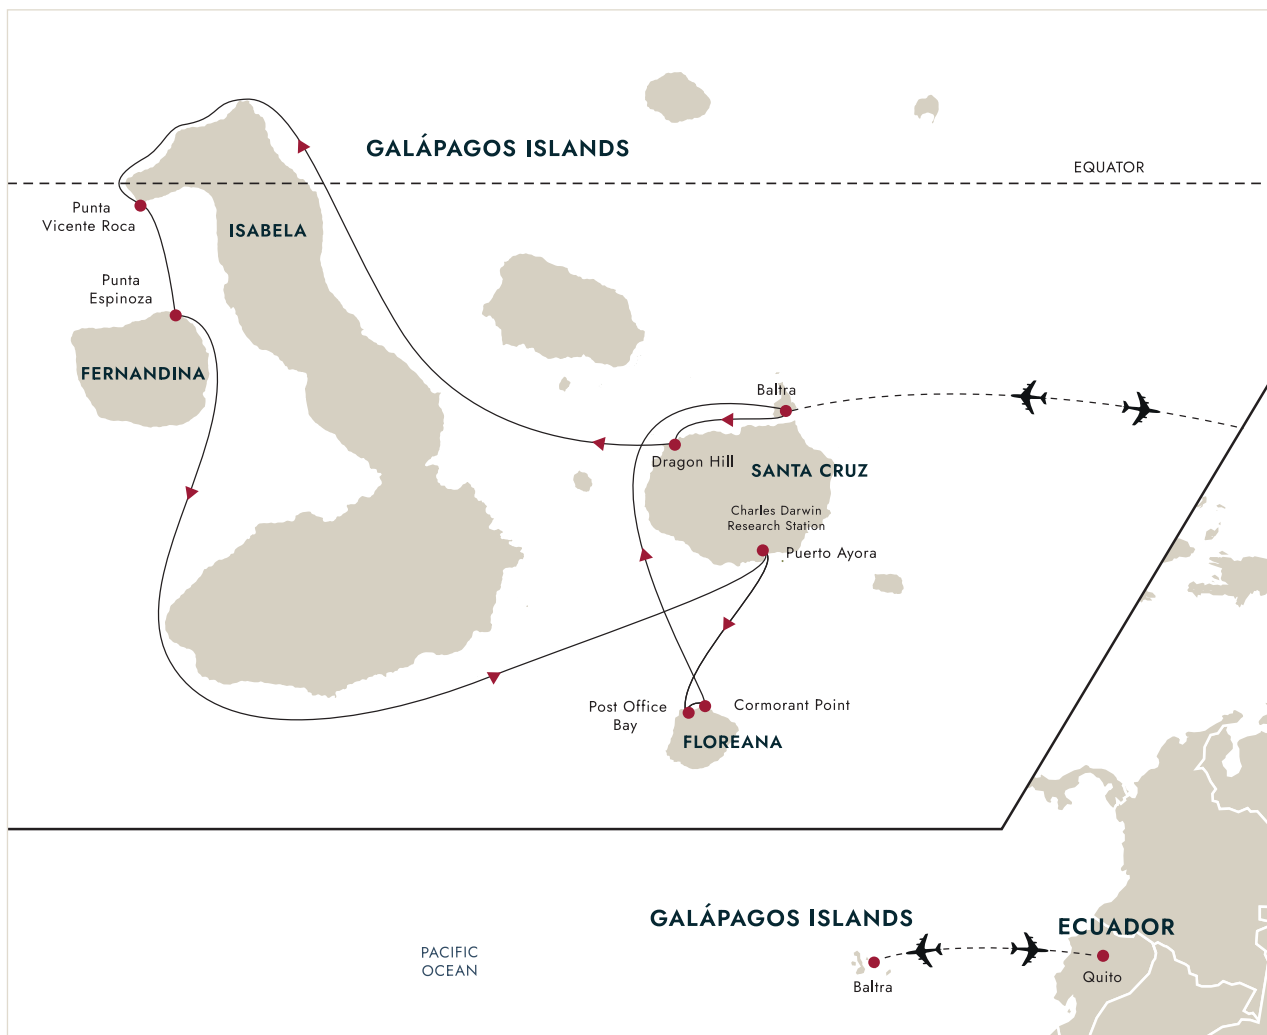 GALÁPAGOS ISLANDS
EQUATOR
Punta
Vicente Roca
ISABELA
Punta
Espinoza
FERNANDINA
Baltra
Dragon Hill
SANTA CRUZ
Charles Darwin
Research Station
Puerto Ayora
Post Office
Bay
Cormorant Point
FLOREANA
GALÁPAGOS ISLANDS
ECUADOR
PACIFIC
OCEAN
Baltra
Quito